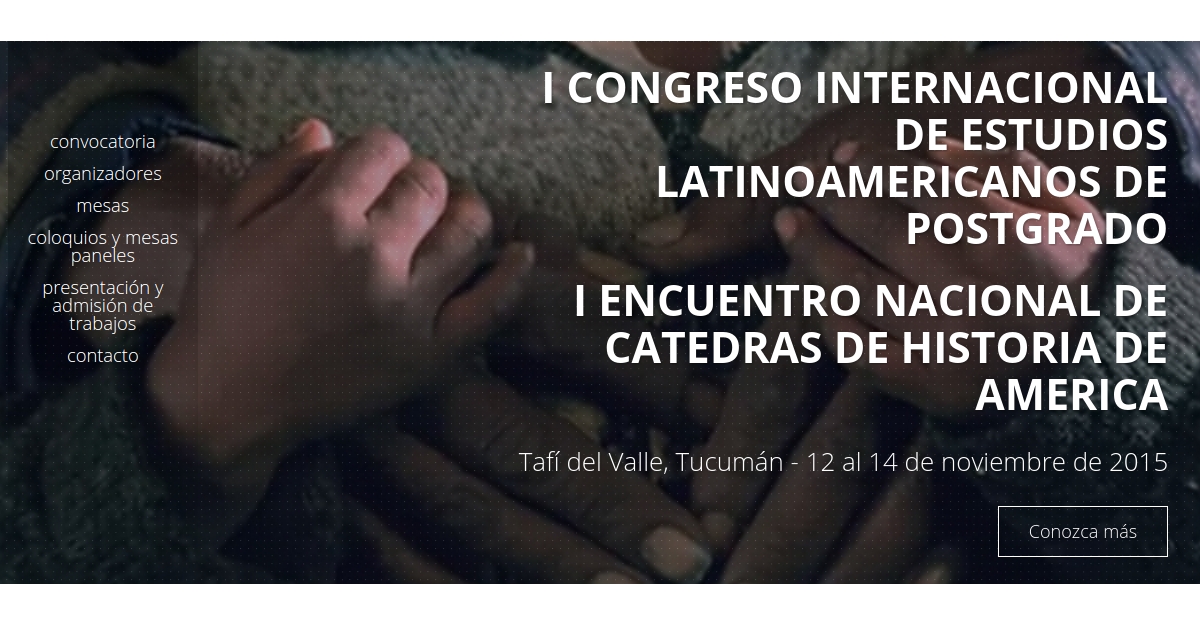 convocatoria
organizadores
mesas
coloquios y mesas
paneles
presentación y
admisión de
trabajos
contacto
I CONGRESO INTERNACIONAL
DE ESTUDIOS
LATINOAMERICANOS DE
POSTGRADO
I ENCUENTRO NACIONAL DE
CATEDRAS DE HISTORIA DE
AMERICA
Tafí del Valle, Tucumán - 12 al 14 de noviembre de 2015
Conozca más